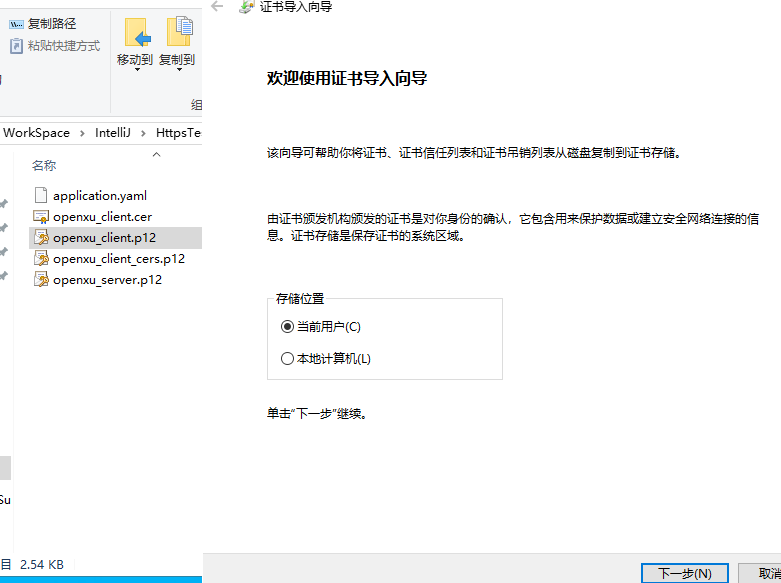 复制路径
粘贴快捷方式
移动到
复制到
组
WorkSpace > IntelliJ > HttpsTe
名称
application.yaml
openxu_client.cer
openxu_client.p12
openxu_client_cers.p12
openxu_server.p12
Su
目 2.54 KB
证书导入向导
欢迎使用证书导入向导
该向导可帮助你将证书、证书信任列表和证书吊销列表从磁盘复制到证书存储。
由证书颁发机构颁发的证书是对你身份的确认，它包含用来保护数据或建立安全网络连接的信
息。证书存储是保存证书的系统区域。
存储位置
当前用户(C)
本地计算机(L)
单击“下一步”继续。
下一步(N)
取消